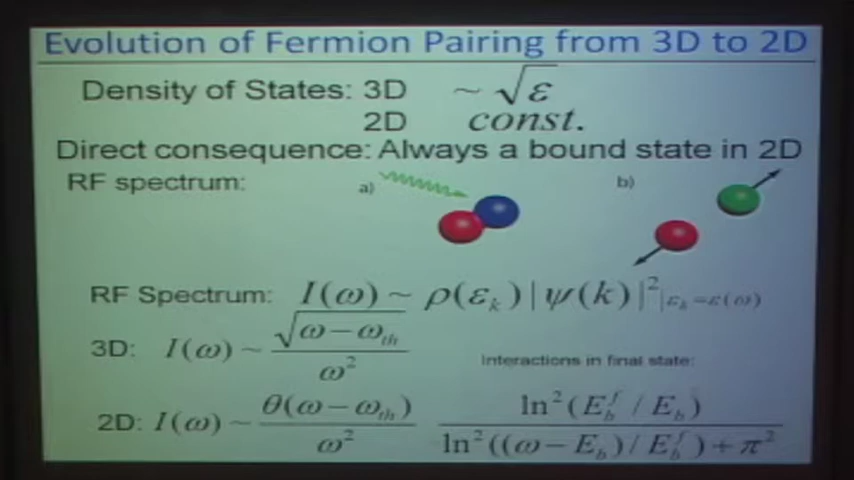 Evolution of Fermion Pairing from 3D to 2D
Density of States: 3D ~ √ε
2D const.
Direct consequence: Always a bound state in 2D
RF spectrum: a) b)
RF Spectrum: I(ω) ~ ρ(ε_k) | ψ(k) |²|ε_k=ε(ω)
3D: I(ω) ~ √(ω−ω_th) / ω²
Interactions in final state:
2D: I(ω) ~ θ(ω−ω_th) / ω² ln²(E_b^f / E_b) / ln²((ω−E_b)/E_b^f)+π²